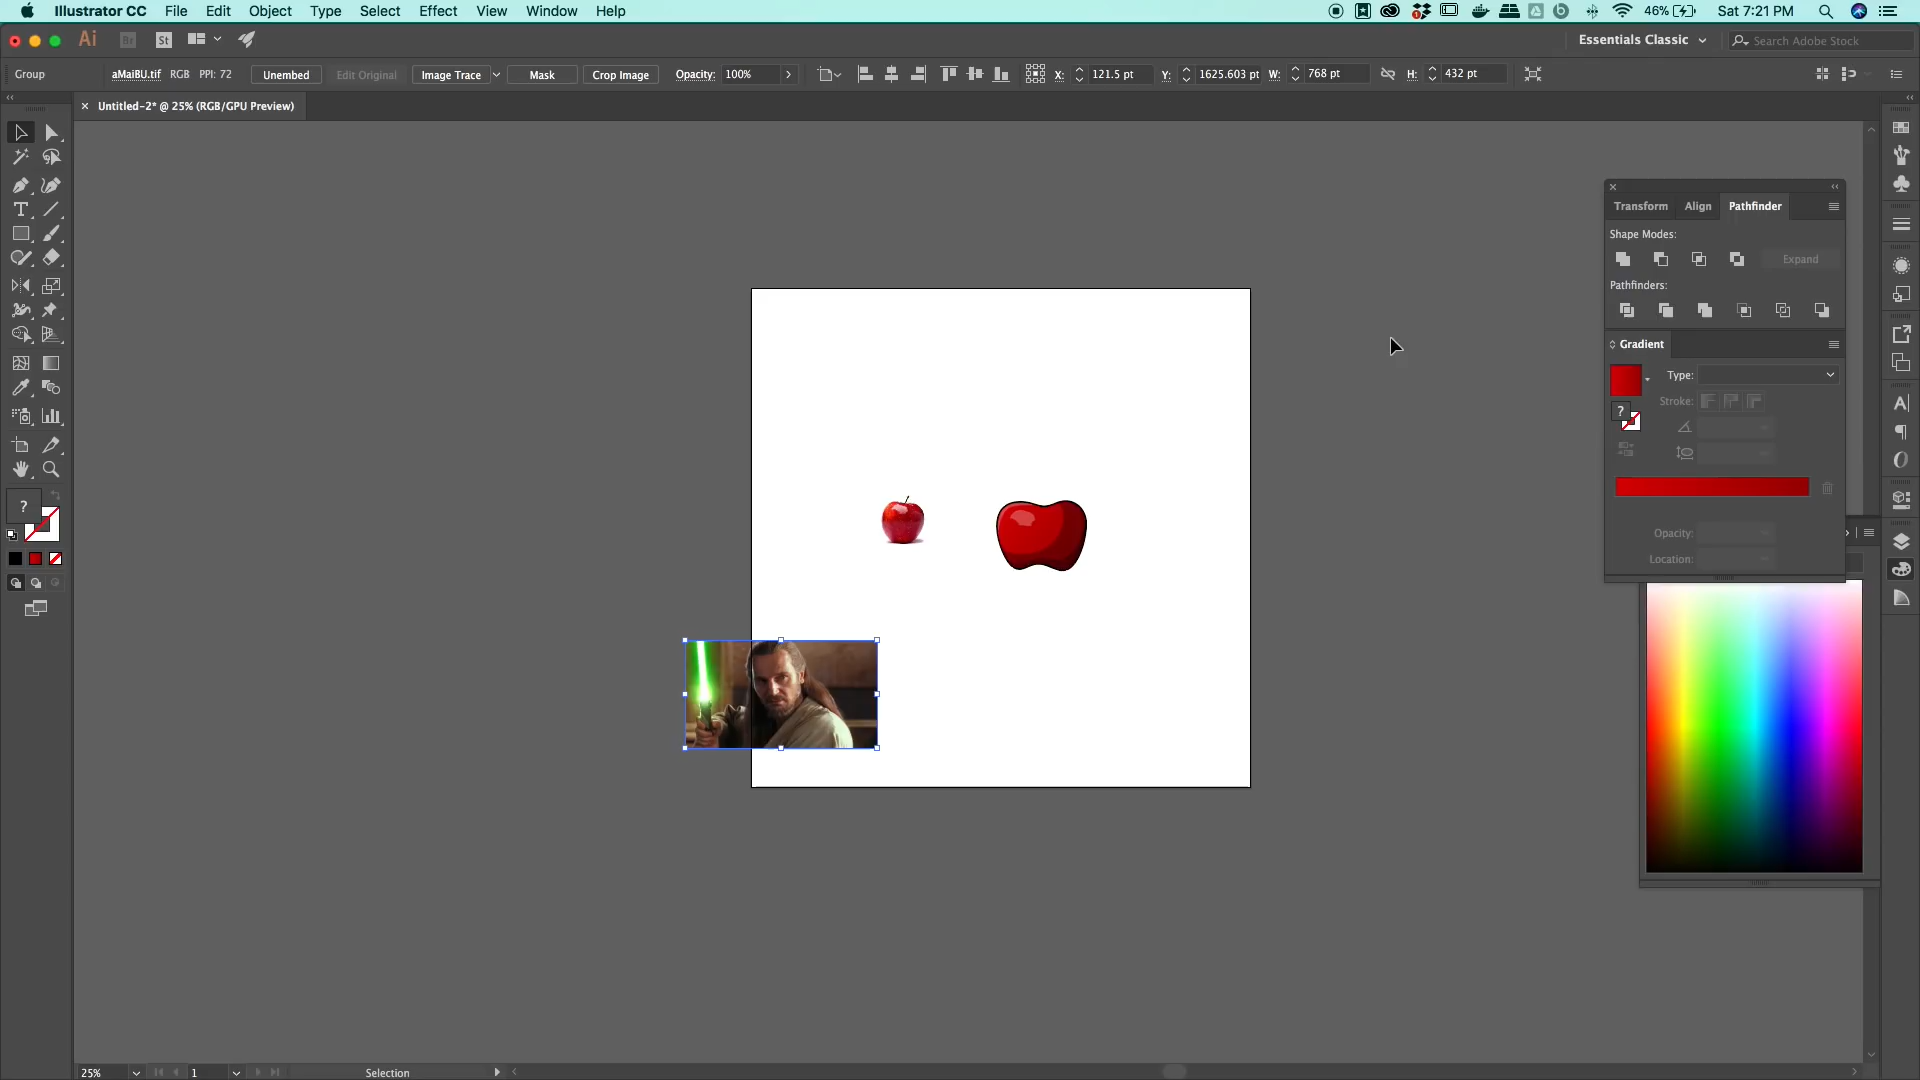 Illustrator CC File Edit Object Type Select Effect View Window Help 46% Sat 7:21 PM
Ai Br St Essentials Classic Search Adobe Stock
Group aMaiBU.tif RGB PPI: 72 Unembed Edit Original Image Trace Mask Crop Image Opacity: 100% X: 121.5 pt Y: 1625.603 pt W: 768 pt H: 432 pt
× Untitled-2* @ 25% (RGB/GPU Preview)
Transform Align Pathfinder
Shape Modes:
Expand
Pathfinders:
Gradient
Type:
Stroke:
?
Opacity:
Location:
?
25% 1 Selection